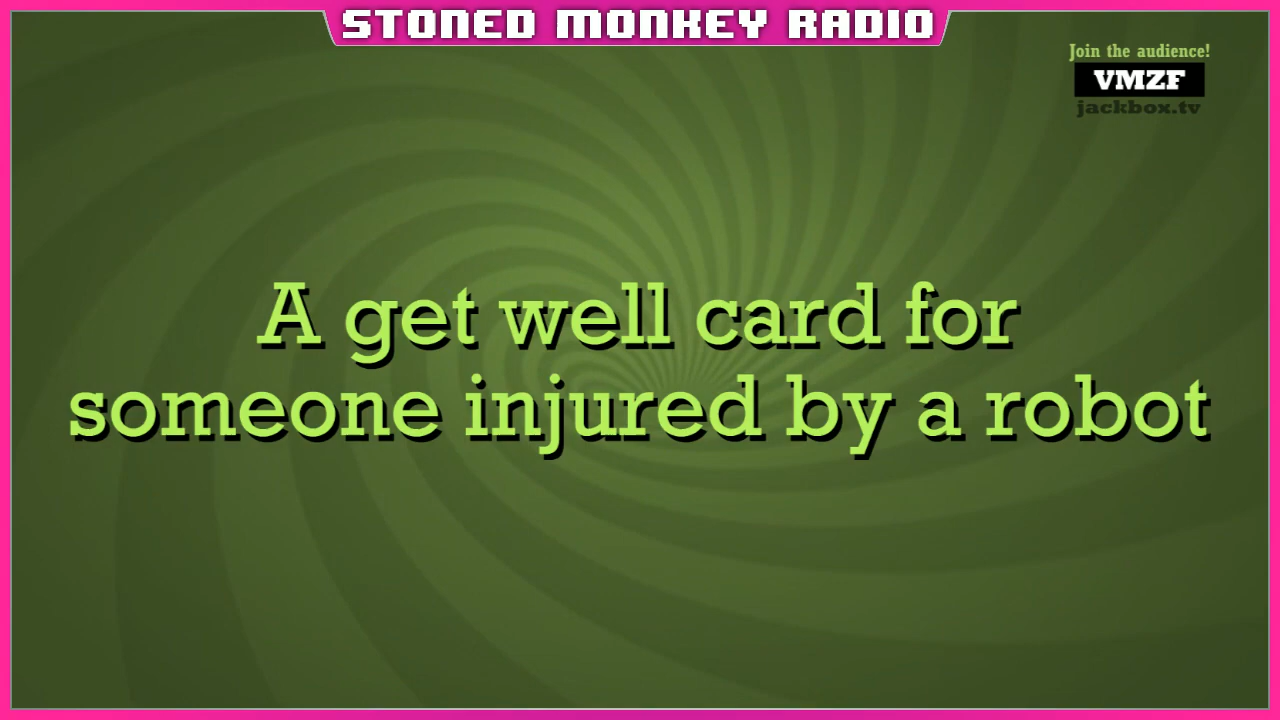 STONED MONKEY RADIO
Join the audience!
VMZF
jackbox.tv
A get well card for
someone injured by a robot